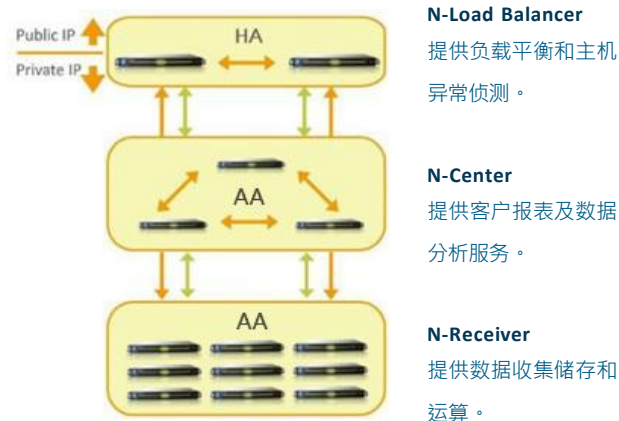 Public IP
Private IP
HA
AA
AA
N-Load Balancer
提供负载平衡和主机
异常侦测。
N-Center
提供客户报表及数据
分析服务。
N-Receiver
提供数据收集储存和
运算。